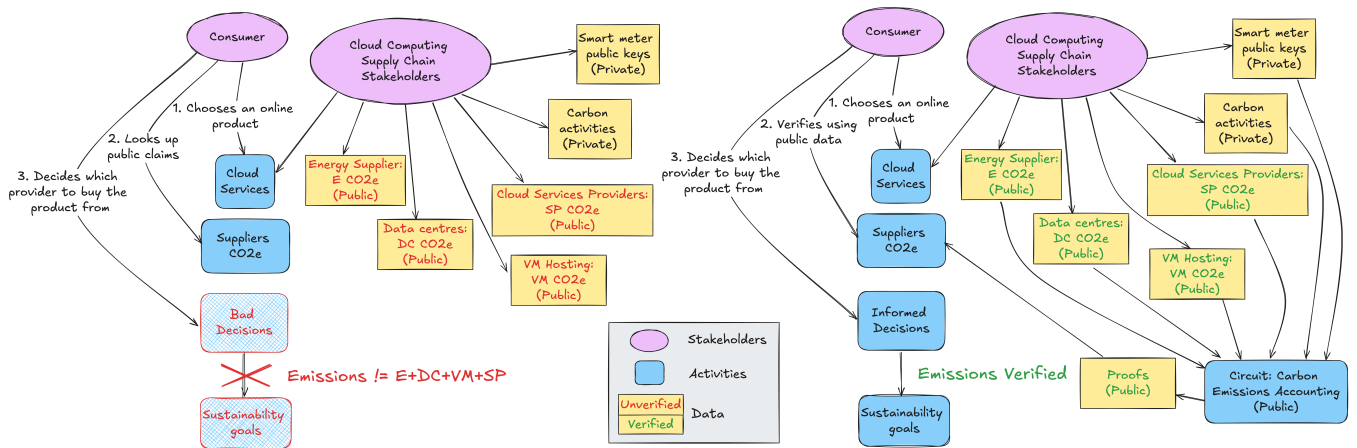 Consumer
Cloud Computing
Supply Chain
Stakeholders
Smart meter
public keys
(Private)
Carbon
activities
(Private)
1. Chooses an online
product
2. Looks up
public claims
3. Decides which
provider to buy the
product from
Cloud
Services
Energy Supplier:
E CO2e
(Public)
Cloud Services Providers:
SP CO2e
(Public)
Suppliers
CO2e
Data centres:
DC CO2e
(Public)
VM Hosting:
VM CO2e
(Public)
Bad
Decisions
Emissions != E+DC+VM+SP
Sustainability
goals
Stakeholders
Activities
Unverified
Verified
Data
Consumer
Cloud Computing
Supply Chain
Stakeholders
Smart meter
public keys
(Private)
Carbon
activities
(Private)
1. Chooses an online
product
2. Verifies using
public data
3. Decides which
provider to buy the
product from
Cloud
Services
Energy Supplier:
E CO2e
(Public)
Cloud Services Providers:
SP CO2e
(Public)
Suppliers
CO2e
Data centres:
DC CO2e
(Public)
VM Hosting:
VM CO2e
(Public)
Informed
Decisions
Emissions Verified
Proofs
(Public)
Circuit: Carbon
Emissions Accounting
(Public)
Sustainability
goals